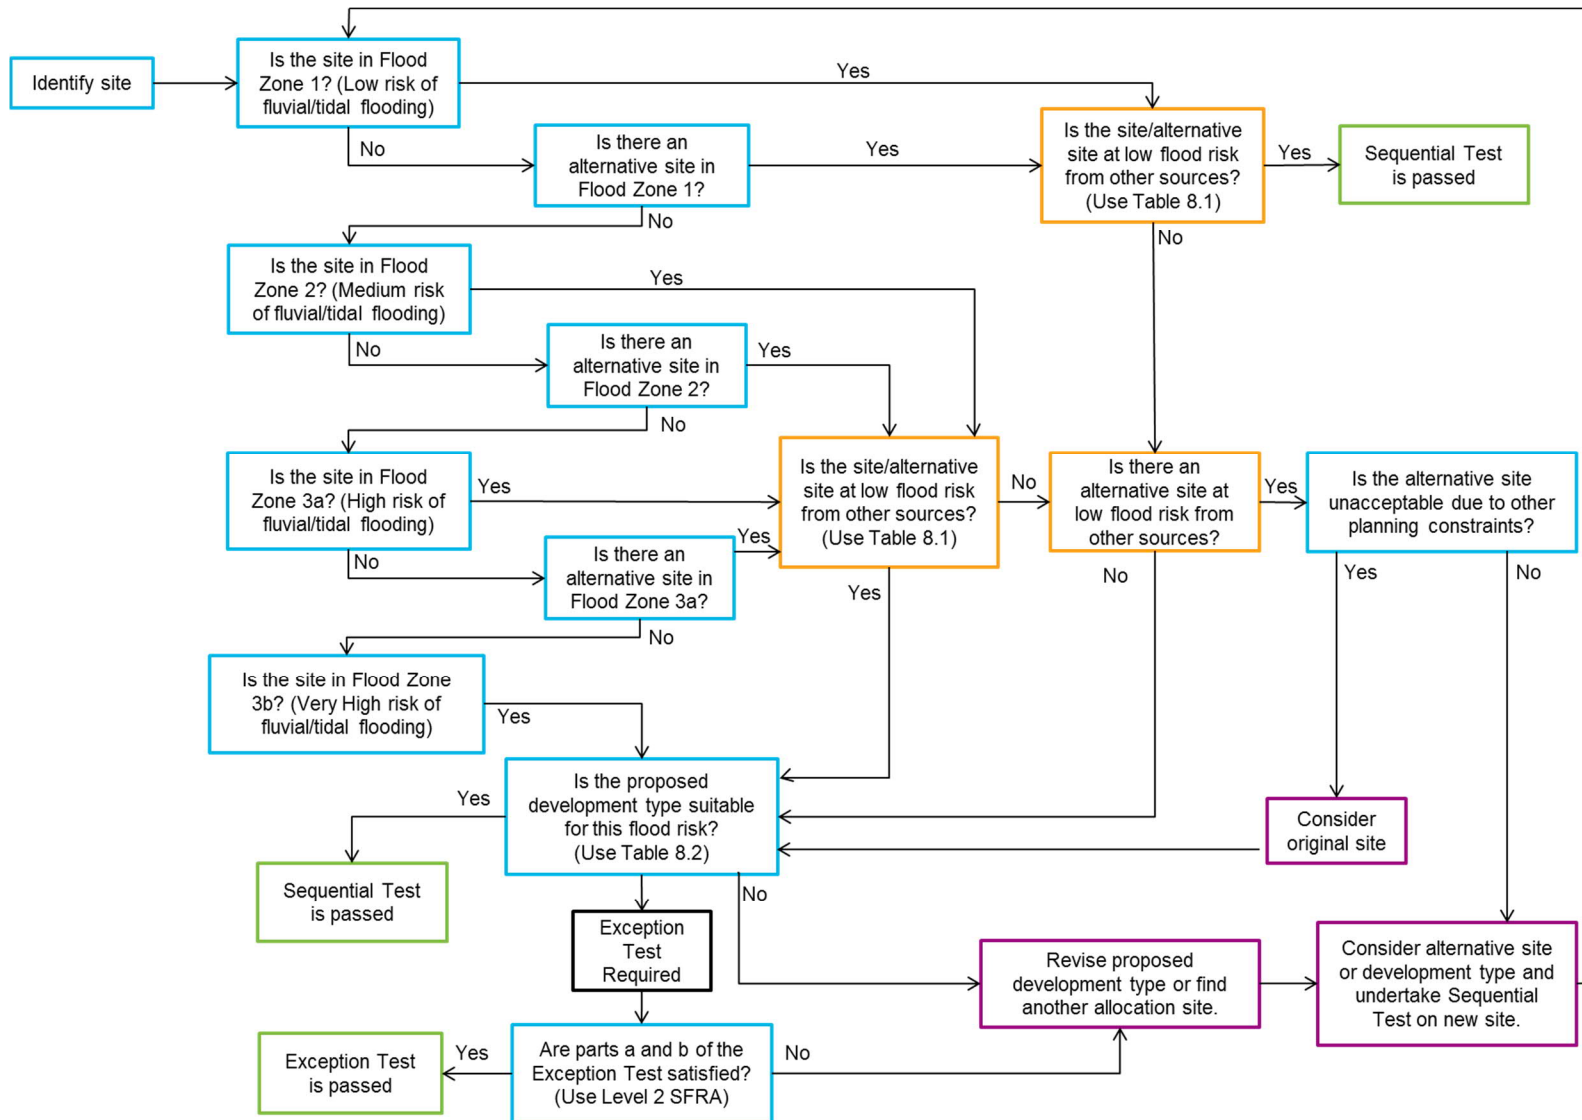 Identify site
Is the site in Flood
Zone 1? (Low risk of
fluvial/tidal flooding)
Yes
No
Is there an
alternative site in
Flood Zone 1?
Yes
No
Is the site/alternative
site at low flood risk
from other sources?
(Use Table 8.1)
Yes
No
Sequential Test
is passed
Is the site in Flood
Zone 2? (Medium risk
of fluvial/tidal flooding)
Yes
No
Is there an
alternative site in
Flood Zone 2?
Yes
No
Is the site in Flood
Zone 3a? (High risk of
fluvial/tidal flooding)
Yes
No
Is there an
alternative site in
Flood Zone 3a?
Yes
No
Is the site/alternative
site at low flood risk
from other sources?
(Use Table 8.1)
No
Yes
Is there an
alternative site at
low flood risk from
other sources?
Yes
No
Is the alternative site
unacceptable due to other
planning constraints?
Yes
No
Is the site in Flood Zone
3b? (Very High risk of
fluvial/tidal flooding)
Yes
Is the proposed
development type suitable
for this flood risk?
(Use Table 8.2)
Yes
No
Consider
original site
Sequential Test
is passed
Exception
Test
Required
Revise proposed
development type or find
another allocation site.
Consider alternative site
or development type and
undertake Sequential
Test on new site.
Are parts a and b of the
Exception Test satisfied?
(Use Level 2 SFRA)
Yes
No
Exception Test
is passed